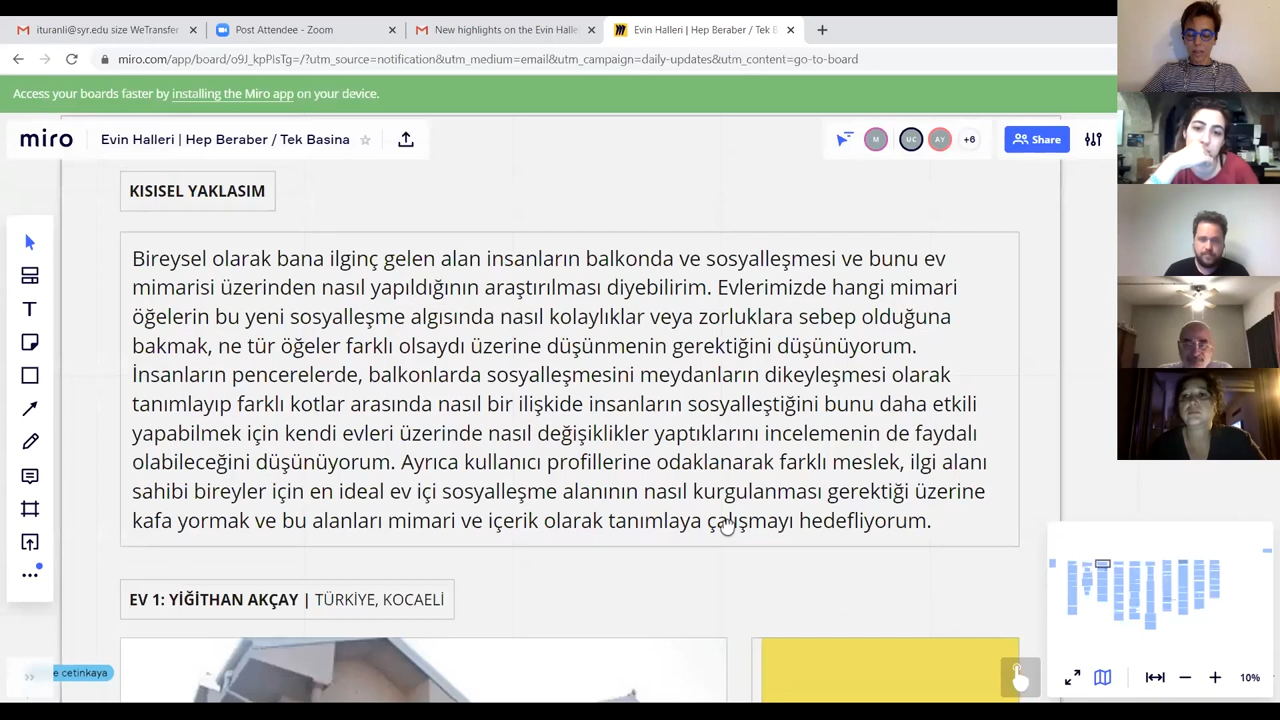 ituranli@syr.edu size WeTransfer
Post Attendee - Zoom
New highlights on the Evin Halle
Evin Halleri | Hep Beraber / Tek B
miro.com/app/board/o9J_kpPlsTg=/?utm_source=notification&utm_medium=email&utm_campaign=daily-updates&utm_content=go-to-board
Access your boards faster by installing the Miro app on your device.
miro
Evin Halleri | Hep Beraber / Tek Basina
M
UC
AY
+6
Share
KISISEL YAKLASIM
Bireysel olarak bana ilginç gelen alan insanların balkonda ve sosyalleşmesi ve bunu ev
mimarisi üzerinden nasıl yapıldığının araştırılması diyebilirim. Evlerimizde hangi mimari
öğelerin bu yeni sosyalleşme algısında nasıl kolaylıklar veya zorluklara sebep olduğuna
bakmak, ne tür öğeler farklı olsaydı üzerine düşünmenin gerektiğini düşünüyorum.
İnsanların pencerelerde, balkonlarda sosyalleşmesini meydanların dikeyleşmesi olarak
tanımlayıp farklı kotlar arasında nasıl bir ilişkide insanların sosyalleştiğini bunu daha etkili
yapabilmek için kendi evleri üzerinde nasıl değişiklikler yaptıklarını incelemenin de faydalı
olabileceğini düşünüyorum. Ayrıca kullanıcı profillerine odaklanarak farklı meslek, ilgi alanı
sahibi bireyler için en ideal ev içi sosyalleşme alanının nasıl kurgulanması gerektiği üzerine
kafa yormak ve bu alanları mimari ve içerik olarak tanımlaya çalışmayı hedefliyorum.
EV 1: YİĞİTHAN AKÇAY | TÜRKİYE, KOCAELİ
e cetinkaya
10%